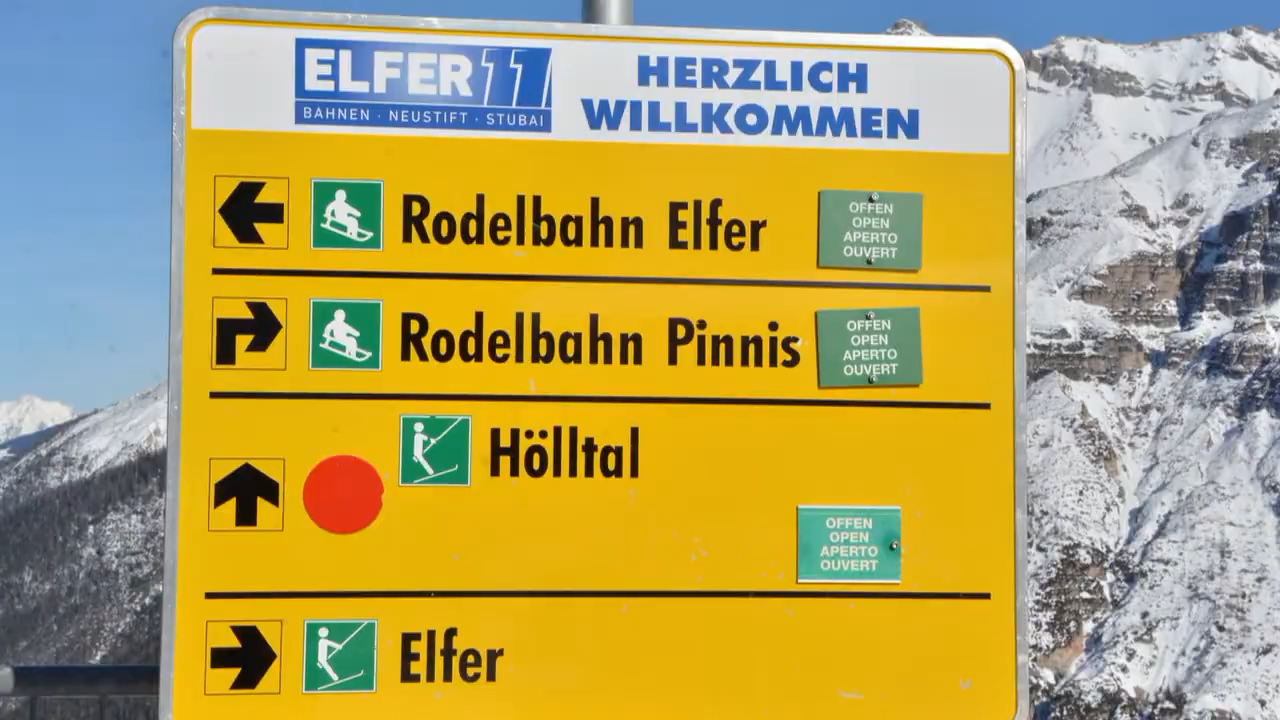 ELFER 11
BAHNEN · NEUSTIFT · STUBAI
HERZLICH
WILLKOMMEN
Rodelbahn Elfer
OFFEN
OPEN
APERTO
OUVERT
Rodelbahn Pinnis
OFFEN
OPEN
APERTO
OUVERT
Hölltal
OFFEN
OPEN
APERTO
OUVERT
Elfer